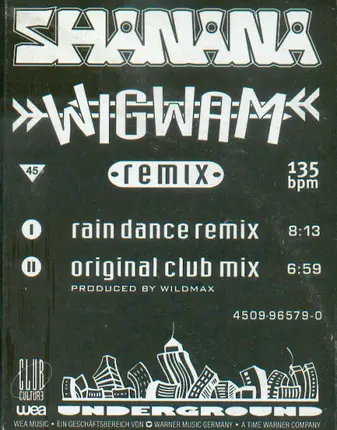 SHANANA
WIGWAM
45
remix
135
bpm
I rain dance remix 8:13
II original club mix 6:59
PRODUCED BY WILDMAX
4509-96579-0
CLUB
CULTURE
wea
UNDERGROUND
WEA MUSIC • EIN GESCHÄFTSBEREICH VON WARNER MUSIC GERMANY • A TIME WARNER COMPANY